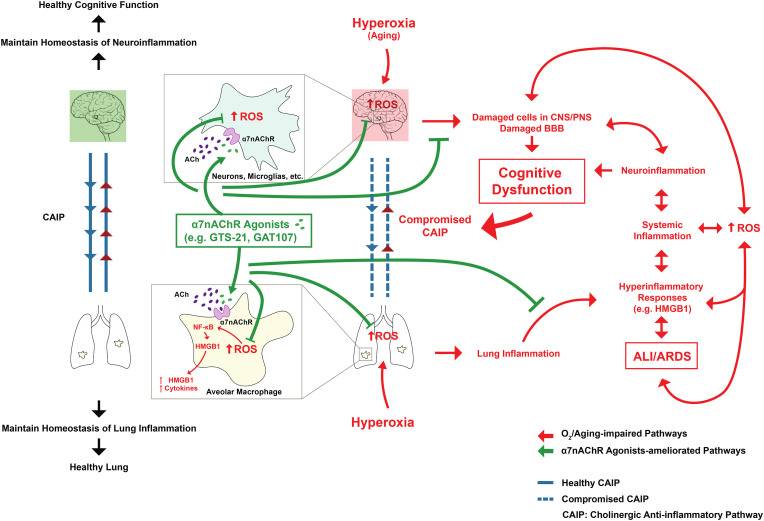 Healthy Cognitive Function
Maintain Homeostasis of Neuroinflammation
CAIP
Maintain Homeostasis of Lung Inflammation
Healthy Lung
↑ ROS
α7nAChR
ACh
Neurons, Microglias, etc.
α7nAChR Agonists
(e.g. GTS-21, GAT107)
ACh
α7nAChR
NF-κB
HMGB1
↑ ROS
↑ HMGB1
↑ Cytokines
Aveolar Macrophage
Hyperoxia
(Aging)
↑ROS
Compromised
CAIP
↑ROS
Hyperoxia
Damaged cells in CNS/PNS
Damaged BBB
Cognitive
Dysfunction
Neuroinflammation
Systemic
Inflammation
↑ ROS
Hyperinflammatory
Responses
(e.g. HMGB1)
Lung Inflammation
ALI/ARDS
O2/Aging-impaired Pathways
α7nAChR Agonists-ameliorated Pathways
Healthy CAIP
Compromised CAIP
CAIP: Cholinergic Anti-inflammatory Pathway